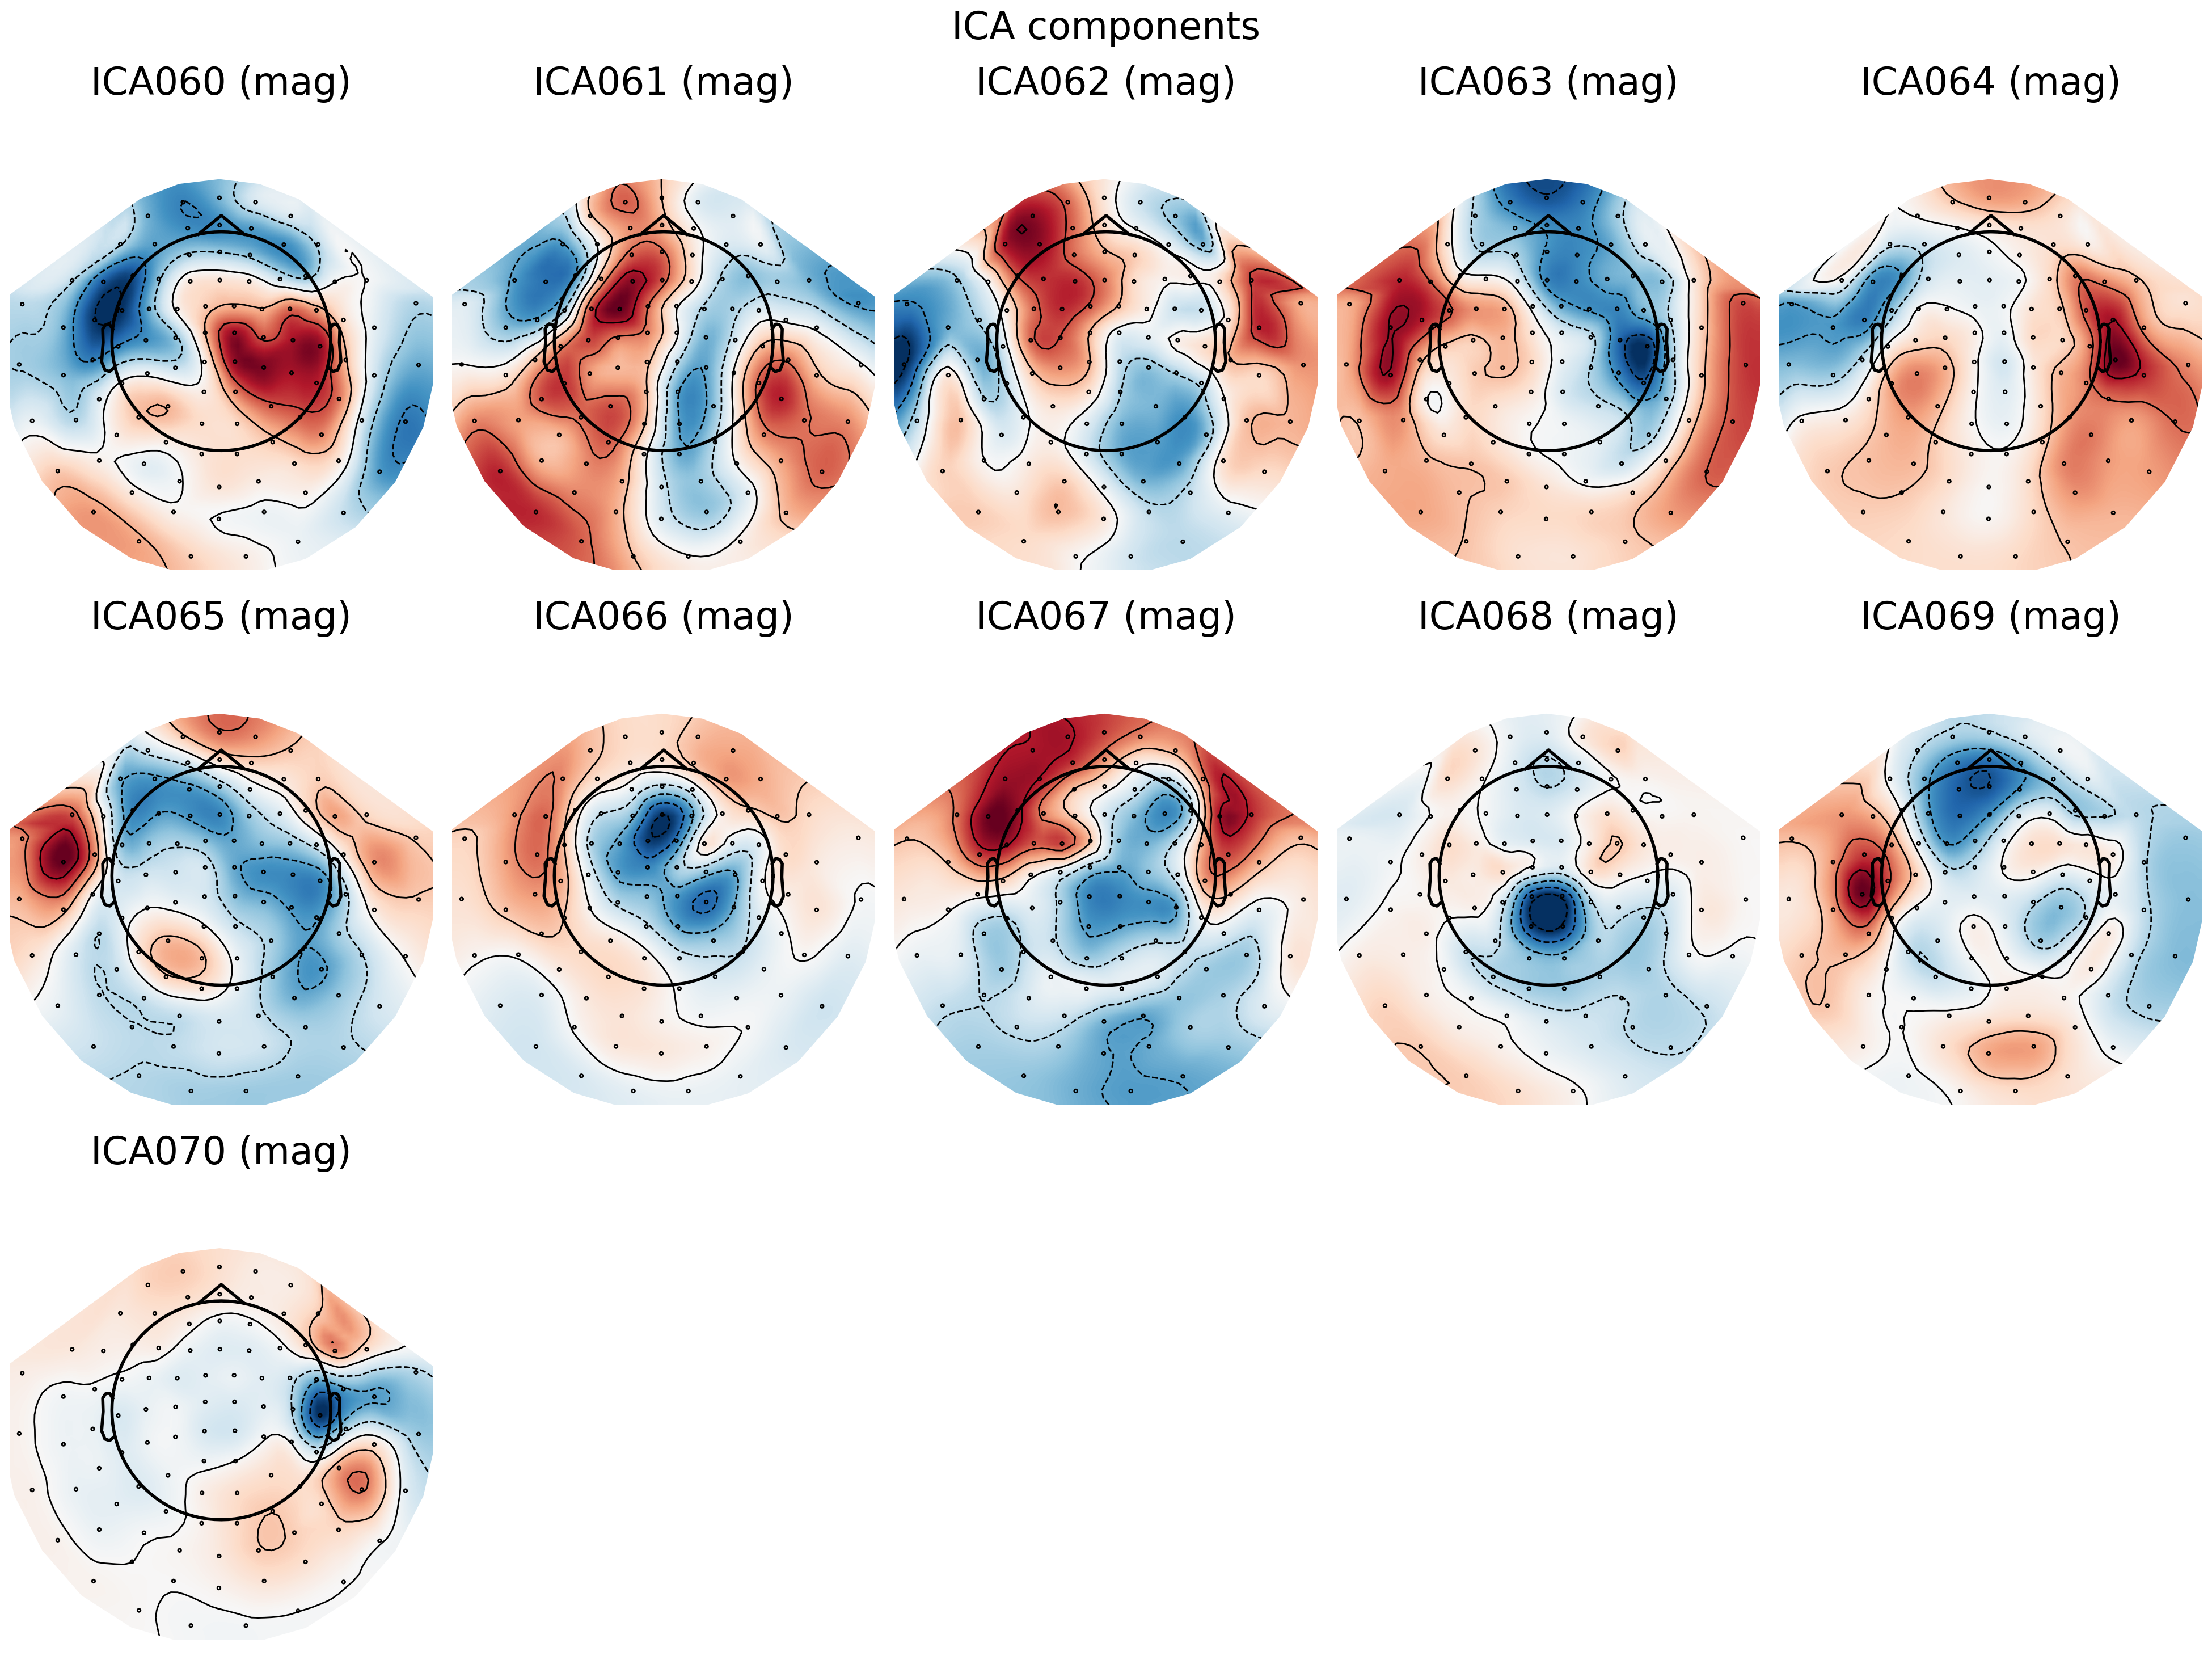 ICA components
ICA060 (mag)
ICA061 (mag)
ICA062 (mag)
ICA063 (mag)
ICA064 (mag)
ICA065 (mag)
ICA066 (mag)
ICA067 (mag)
ICA068 (mag)
ICA069 (mag)
ICA070 (mag)